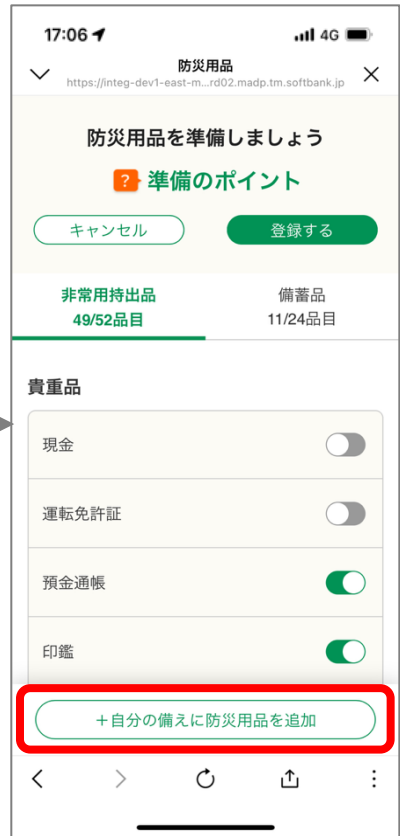 17:06
4G
防災用品
https://integ-dev1-east-m...rd02.madp.tm.softbank.jp
防災用品を準備しましょう
? 準備のポイント
キャンセル
登録する
非常用持出品
49/52品目
備蓄品
11/24品目
貴重品
現金
運転免許証
預金通帳
印鑑
+自分の備えに防災用品を追加